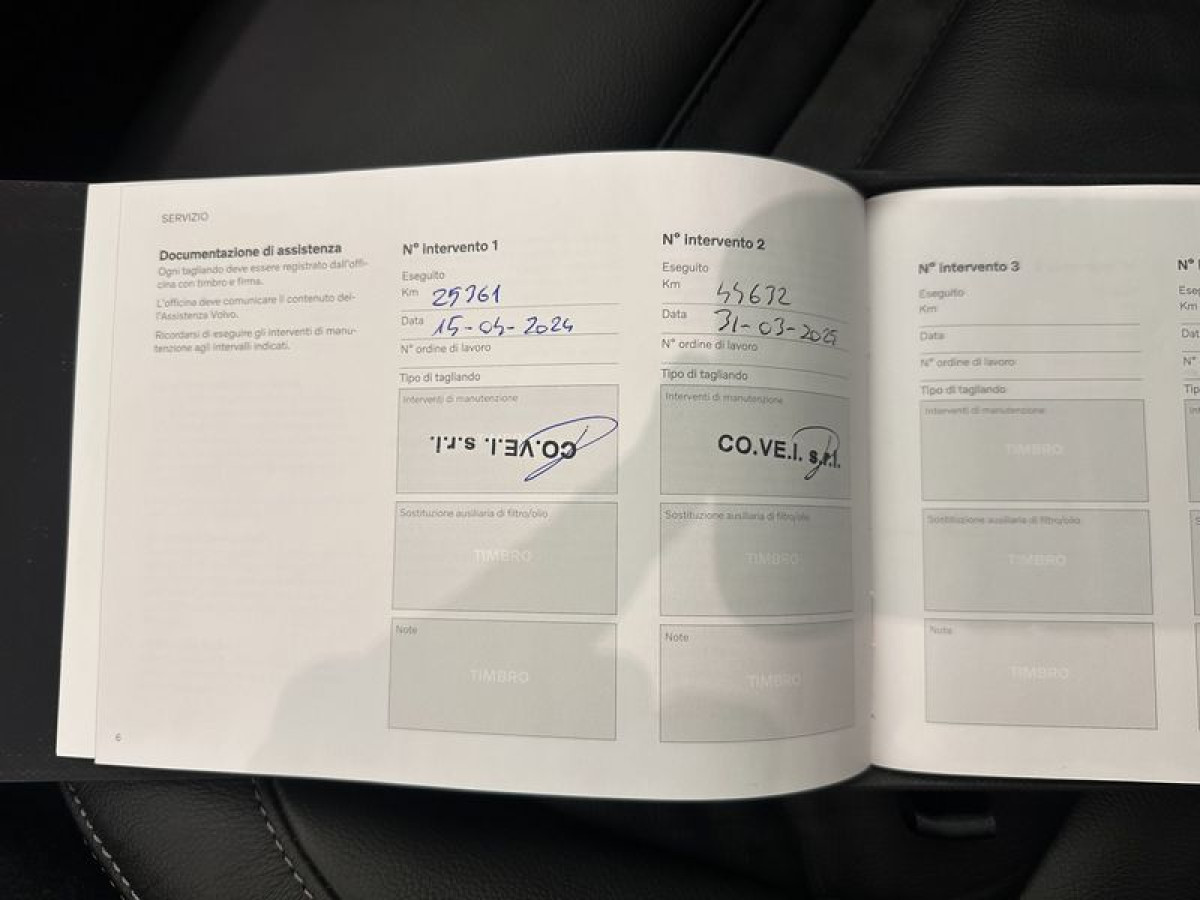 SERVIZIO
Documentazione di assistenza
Ogni tagliando deve essere registrato dall'offi-
cina con timbro e firma.
L'officina deve comunicare il contenuto del-
l'Assistenza Volvo.
Ricordarsi di eseguire gli interventi di manu-
tenzione agli intervalli indicati.
6
N° intervento 1
Eseguito
Km 29361
Data 15-04-2024
N° ordine di lavoro
Tipo di tagliando
Interventi di manutenzione
CO.VE.I. s.r.l.
Sostituzione ausiliaria di filtro/olio
TIMBRO
Note
TIMBRO
N° intervento 2
Eseguito
Km 44632
Data 31-03-2025
N° ordine di lavoro
Tipo di tagliando
Interventi di manutenzione
CO.VE.I. s.r.l.
Sostituzione ausiliaria di filtro/olio
TIMBRO
Note
TIMBRO
N° intervento 3
Eseguito
Km
Data
N° ordine di lavoro
Tipo di tagliando
Interventi di manutenzione
TIMBRO
Sostituzione ausiliaria di filtro/olio
TIMBRO
Note
TIMBRO
N°
Km